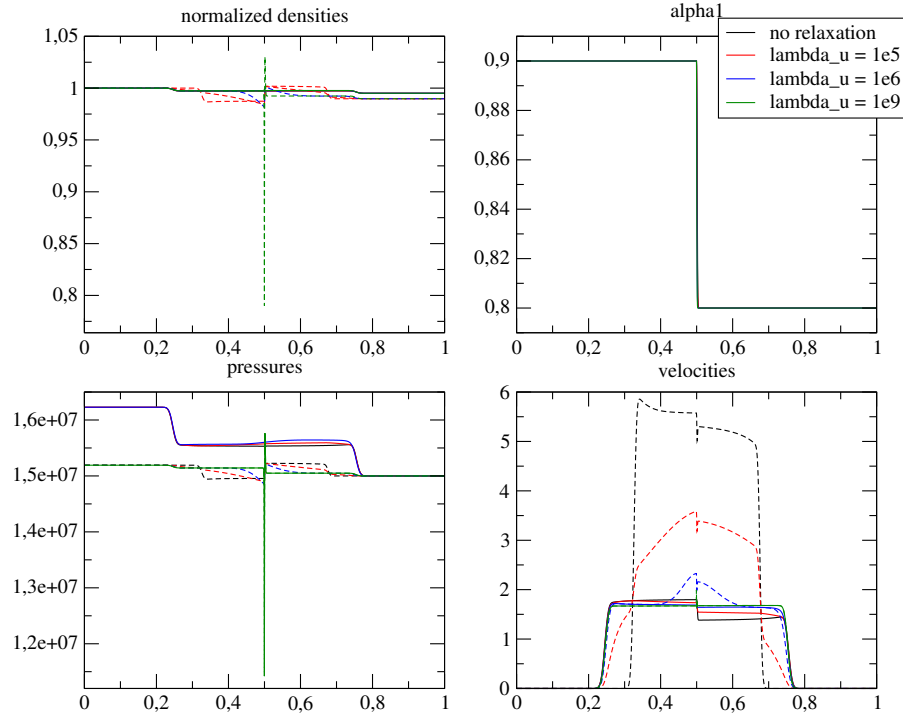 normalized densities
1,05
1
0,95
0,9
0,85
0,8
0 0,2 0,4 0,6 0,8 1
alpha1
no relaxation
lambda_u = 1e5
lambda_u = 1e6
lambda_u = 1e9
0,9
0,88
0,86
0,84
0,82
0,8
0 0,2 0,4 0,6 0,8 1
pressures
1,6e+07
1,5e+07
1,4e+07
1,3e+07
1,2e+07
0 0,2 0,4 0,6 0,8 1
velocities
6
5
4
3
2
1
0
0 0,2 0,4 0,6 0,8 1